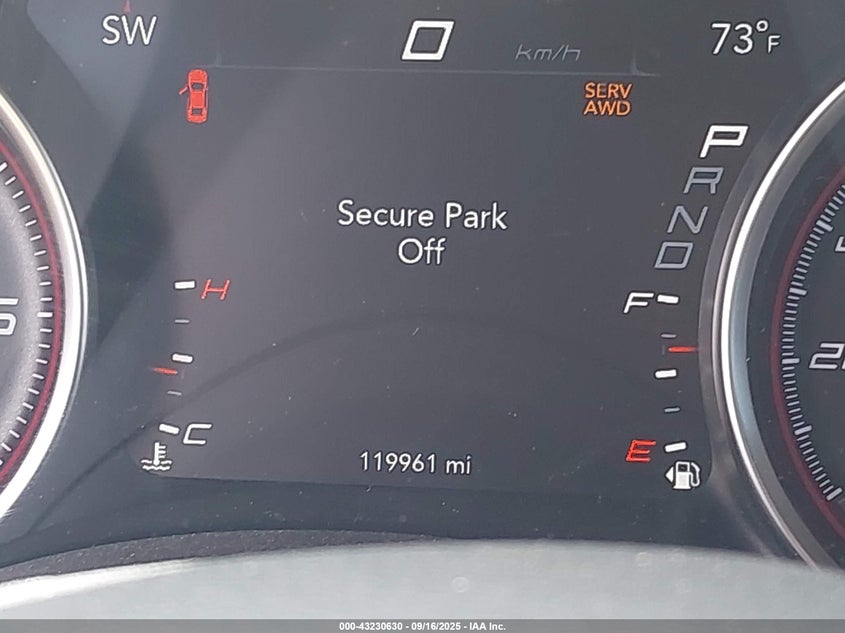 SW
0 km/h
73°F
SERV
AWD
P
R
N
D
Secure Park
Off
H
F
C
E
119961 mi
000-43230630 - 09/16/2025 - IAA Inc.